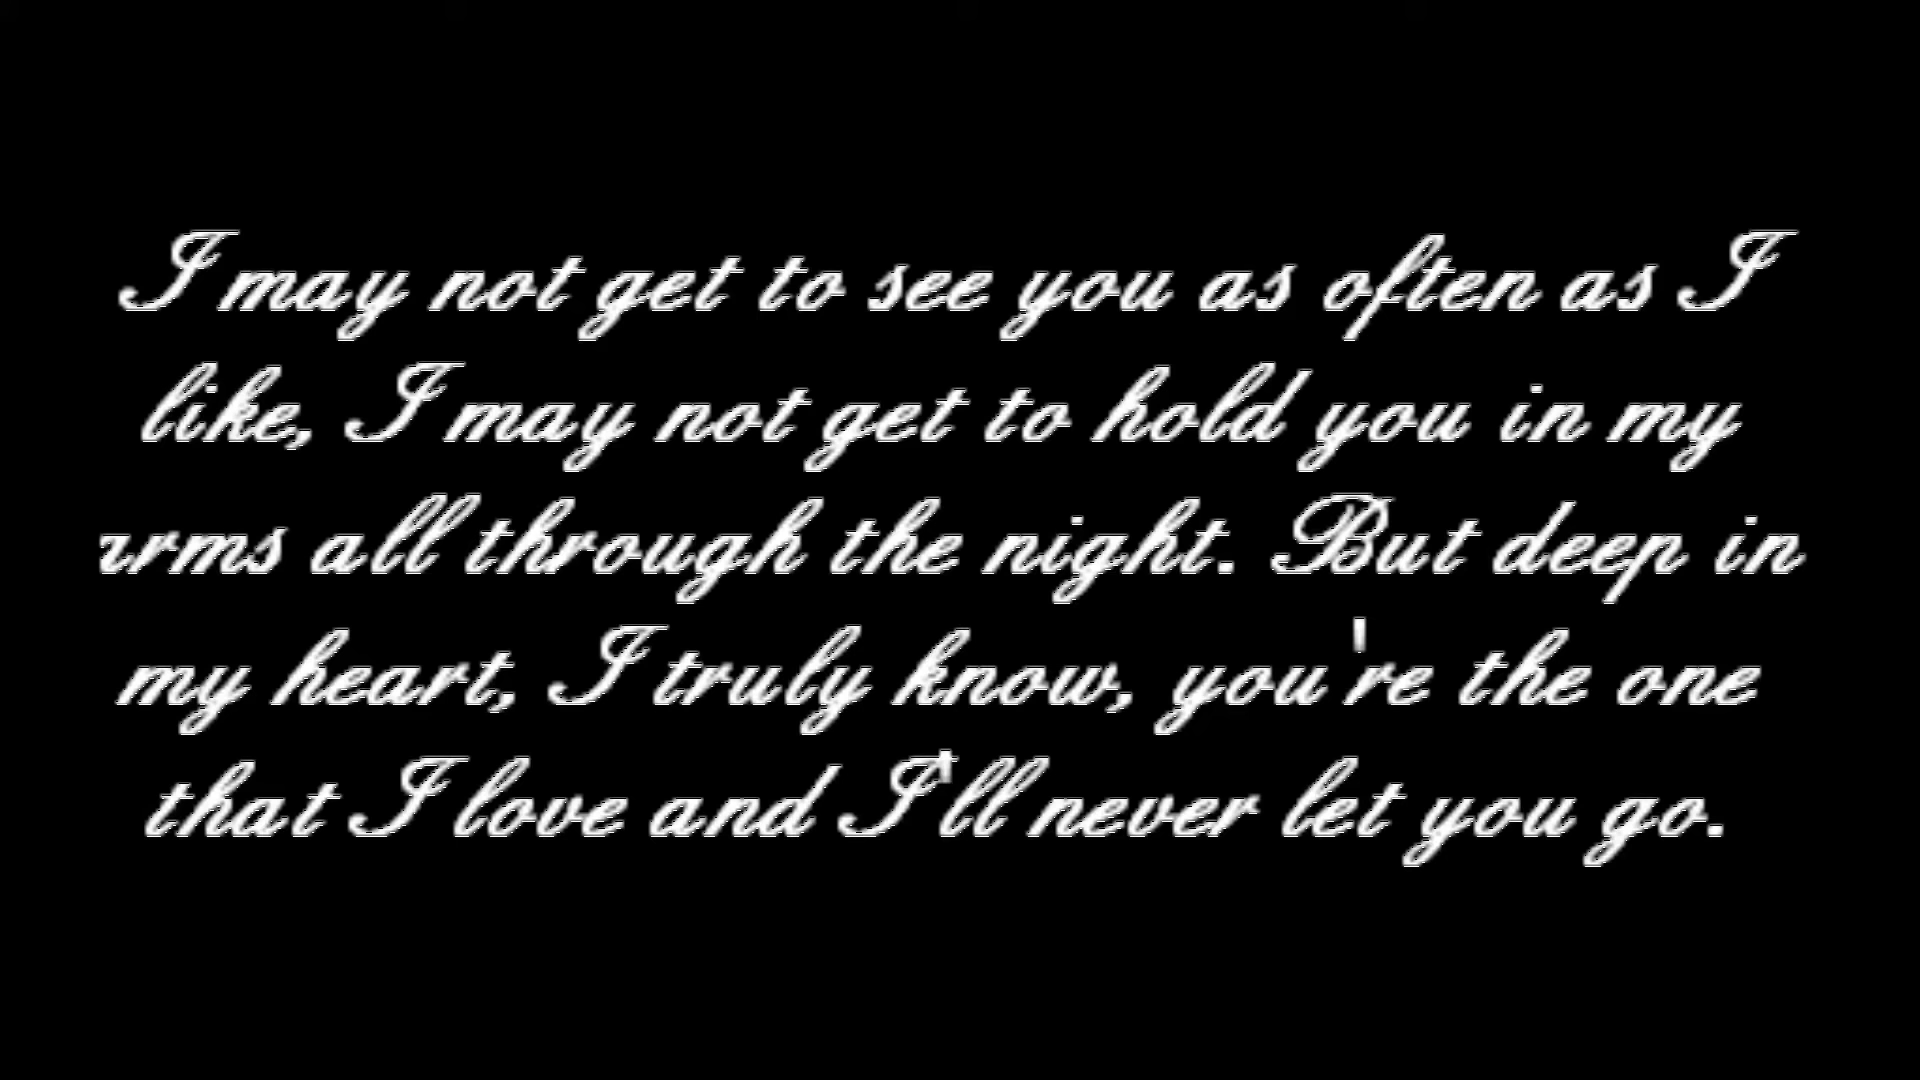 I may not get to see you as often as I
like, I may not get to hold you in my
arms all through the night. But deep in
my heart, I truly know, you're the one
that I love and I'll never let you go.